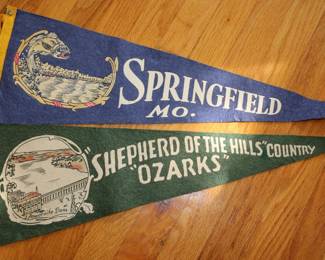 SPRINGFIELD
MO.
"SHEPHERD OF THE HILLS" COUNTRY
"OZARKS"